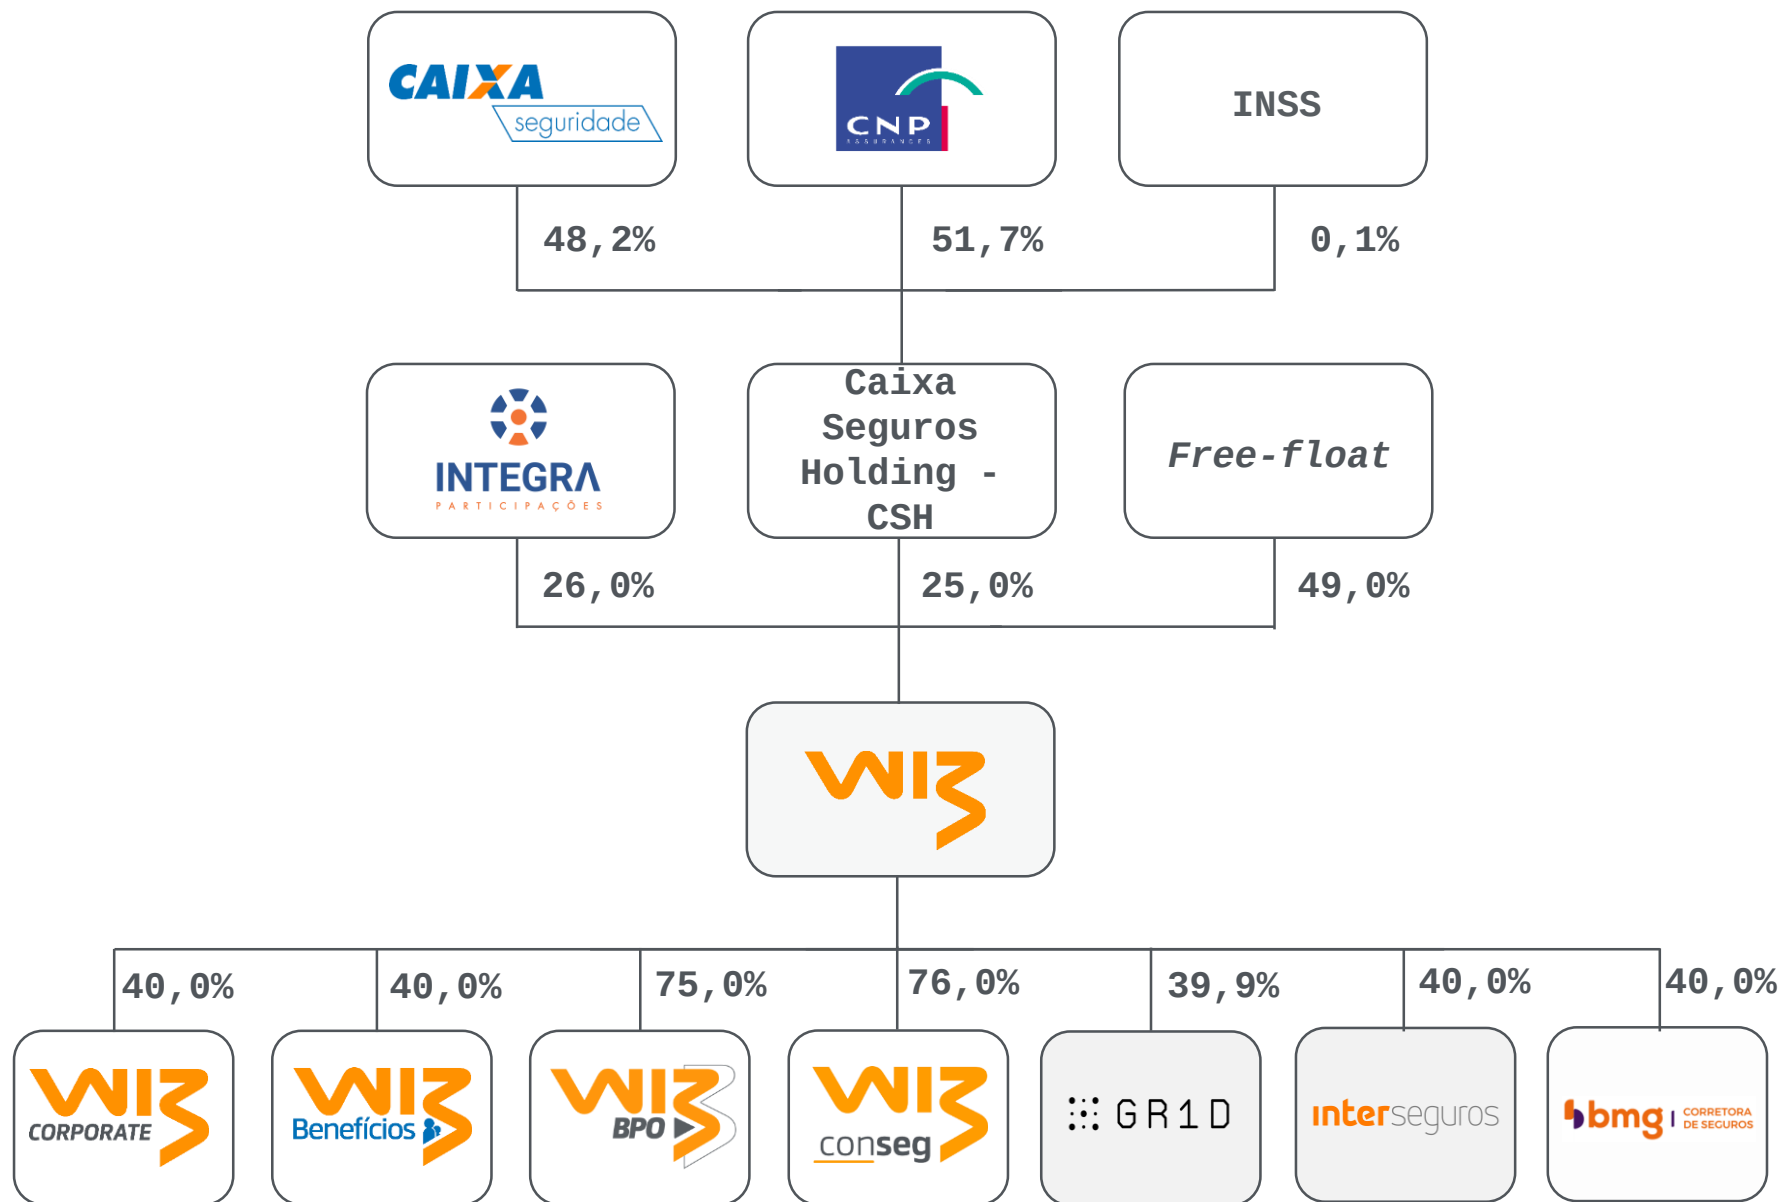 CAIXA
seguridade
CNP
ASSURANCES
INSS
48,2%
51,7%
0,1%
INTEGRA
PARTICIPAÇÕES
Caixa
Seguros
Holding -
CSH
Free-float
26,0%
25,0%
49,0%
WIZ
40,0%
40,0%
75,0%
76,0%
39,9%
40,0%
40,0%
WIZ
CORPORATE
WIZ
Benefícios
WIZ
BPO
WIZ
conseg
GR1D
interseguros
bmg
CORRETORA
DE SEGUROS